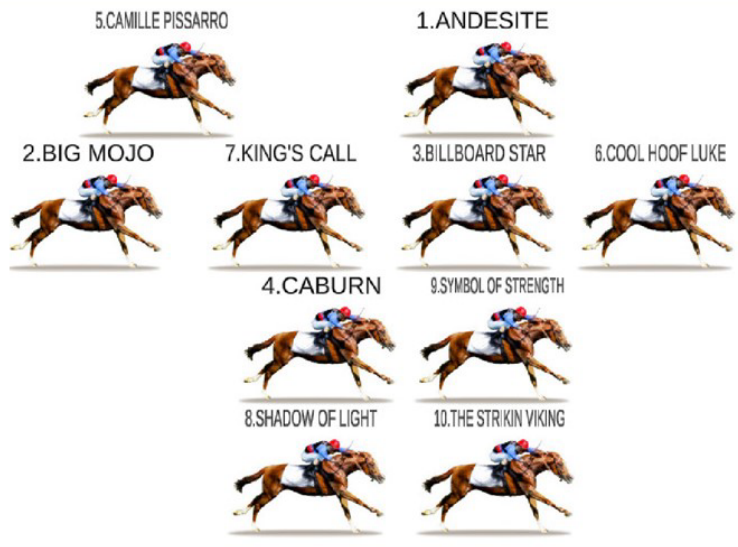 5.CAMILLE PISSARRO
1.ANDESITE
2.BIG MOJO
7.KING'S CALL
3.BILLBOARD STAR
6.COOL HOOF LUKE
4.CABURN
9.SYMBOL OF STRENGTH
8.SHADOW OF LIGHT
10.THE STRIKIN VIKING